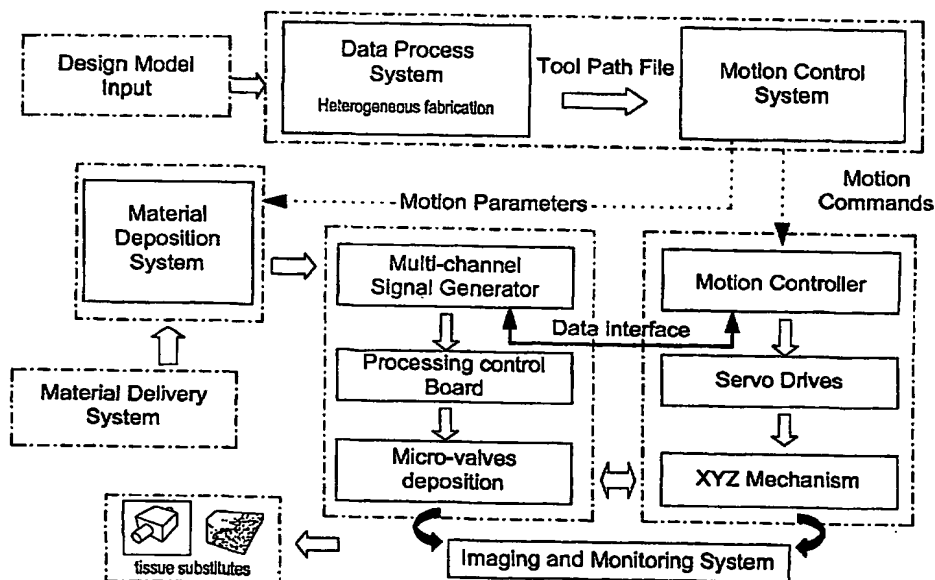 Design Model
Input
Data Process
System
Heterogeneous fabrication
Tool Path File
Motion Control
System
Motion Parameters
Motion
Commands
Material
Deposition
System
Multi-channel
Signal Generator
Motion Controller
Data interface
Processing control
Board
Servo Drives
Material Delivery
System
Micro-valves
deposition
XYZ Mechanism
tissue substitutes
Imaging and Monitoring System